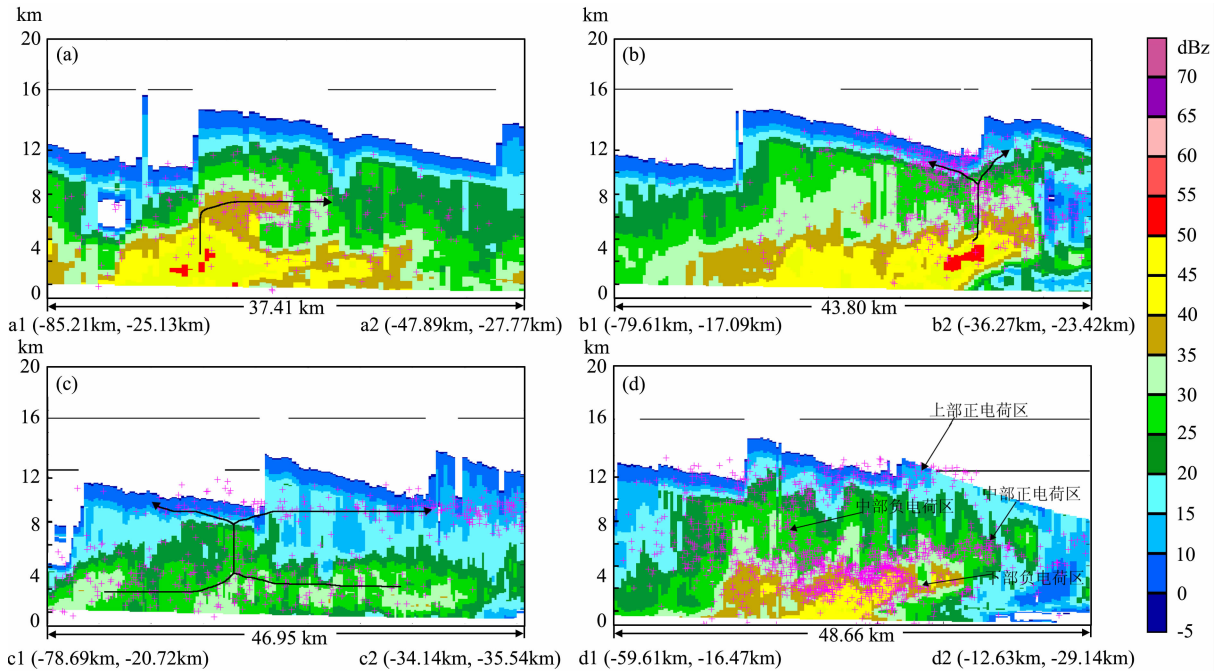 km
20
(a)
16
12
8
4
0
37.41 km
a1 (-85.21km, -25.13km)
a2 (-47.89km, -27.77km)
km
20
(b)
16
12
8
4
0
43.80 km
b1 (-79.61km, -17.09km)
b2 (-36.27km, -23.42km)
km
20
(c)
16
12
8
4
0
46.95 km
c1 (-78.69km, -20.72km)
c2 (-34.14km, -35.54km)
20
(d)
16
12
8
4
0
上部正电荷区
中部正电荷区
中部负电荷区
下部负电荷区
48.66 km
d1 (-59.61km, -16.47km)
d2 (-12.63km, -29.14km)
dBz
70
65
60
55
50
45
40
35
30
25
20
15
10
5
0
-5